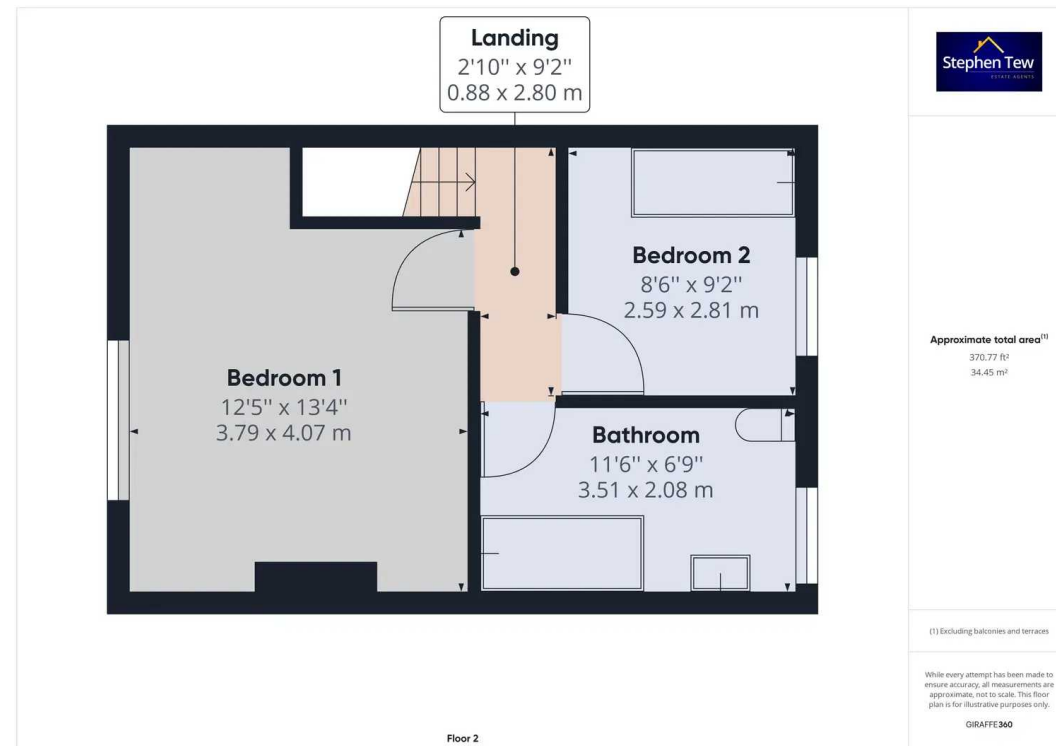 Landing
2'10'' x 9'2''
0.88 x 2.80 m
Bedroom 2
8'6'' x 9'2''
2.59 x 2.81 m
Bedroom 1
12'5'' x 13'4''
3.79 x 4.07 m
Bathroom
11'6'' x 6'9''
3.51 x 2.08 m
Floor 2
Stephen Tew
ESTATE AGENTS
Approximate total area(1)
370.77 ft²
34.45 m²
(1) Excluding balconies and terraces
While every attempt has been made to
ensure accuracy, all measurements are
approximate, not to scale. This floor
plan is for illustrative purposes only.
GIRAFFE360